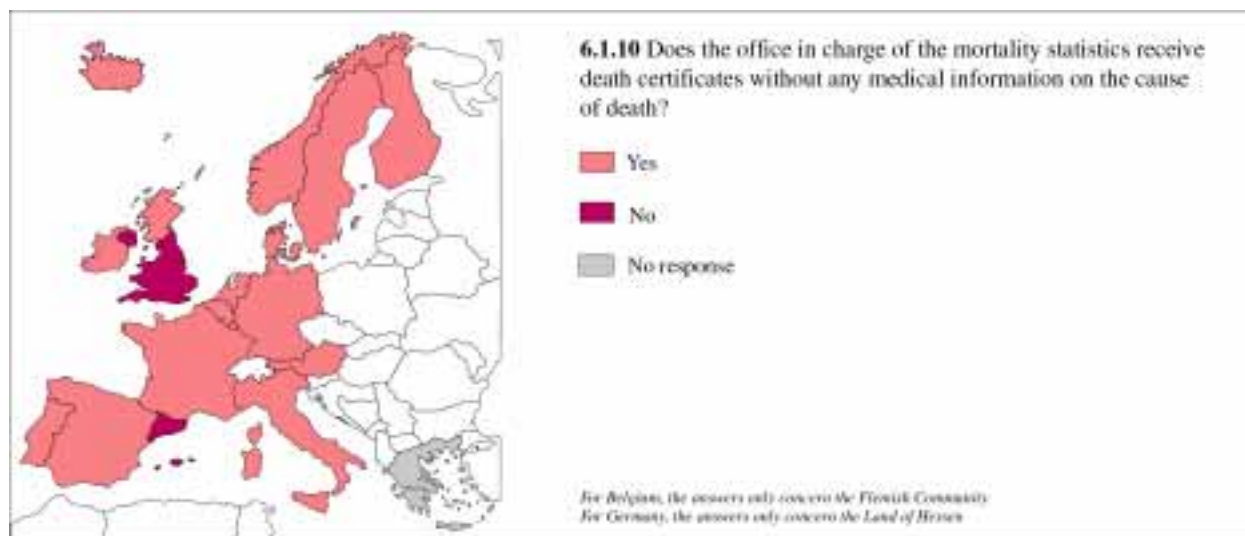 6.1.10 Does the office in charge of the mortality statistics receive
death certificates without any medical information on the cause
of death?
Yes
No
No response
For Belgium, the answers only concern the Flemish Community
For Germany, the answers only concern the Land of Hessen